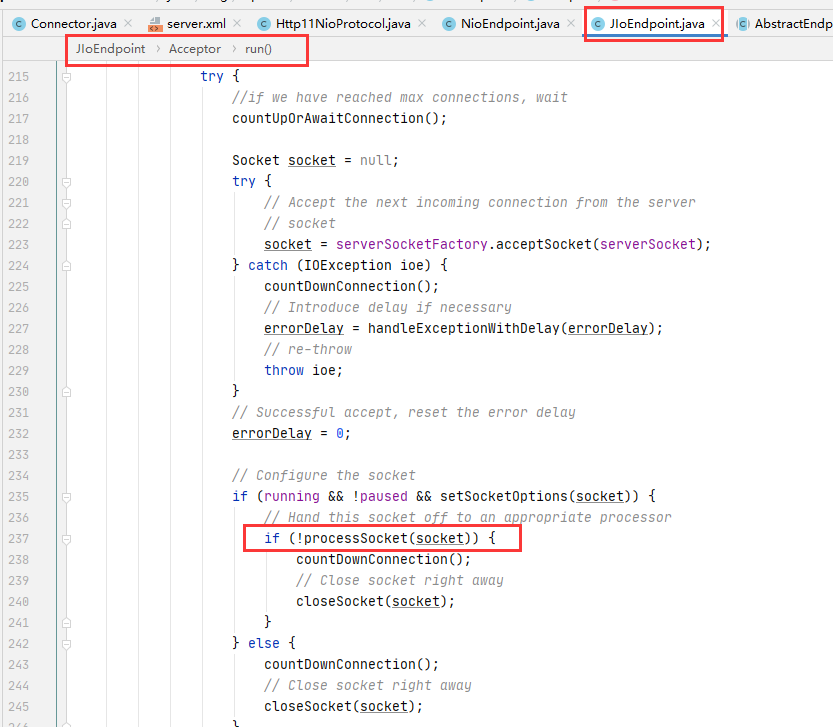 Connector.java × server.xml × Http11NioProtocol.java × NioEndpoint.java × JIoEndpoint.java × AbstractEndp
JIoEndpoint > Acceptor > run()
215 try {
216 //if we have reached max connections, wait
217 countUpOrAwaitConnection();
218
219 Socket socket = null;
220 try {
221 // Accept the next incoming connection from the server
222 // socket
223 socket = serverSocketFactory.acceptSocket(serverSocket);
224 } catch (IOException ioe) {
225 countDownConnection();
226 // Introduce delay if necessary
227 errorDelay = handleExceptionWithDelay(errorDelay);
228 // re-throw
229 throw ioe;
230 }
231 // Successful accept, reset the error delay
232 errorDelay = 0;
233
234 // Configure the socket
235 if (running && !paused && setSocketOptions(socket)) {
236 // Hand this socket off to an appropriate processor
237 if (!processSocket(socket)) {
238 countDownConnection();
239 // Close socket right away
240 closeSocket(socket);
241 }
242 } else {
243 countDownConnection();
244 // Close socket right away
245 closeSocket(socket);